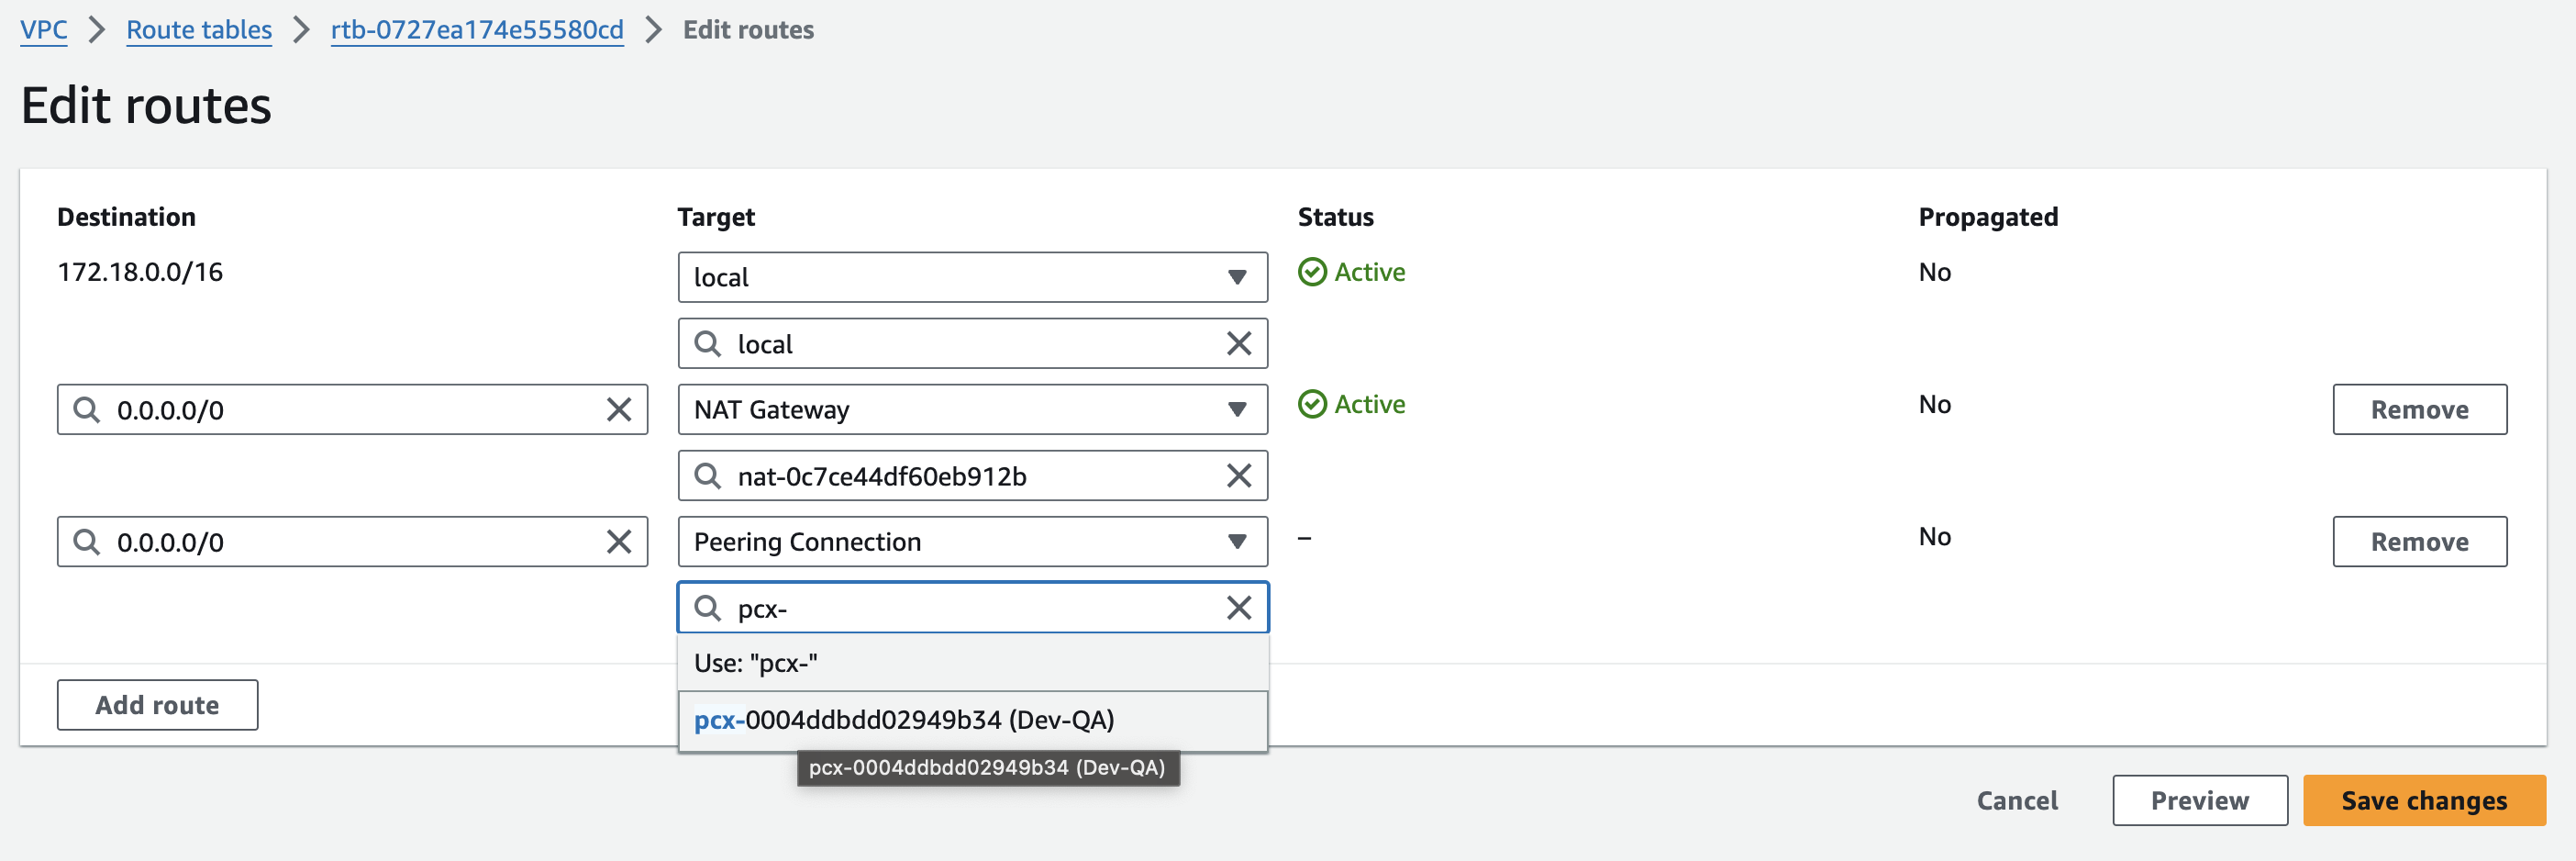 VPC > Route tables > rtb-0727ea174e55580cd > Edit routes
Edit routes
Destination Target Status Propagated
172.18.0.0/16 local Active No
local
0.0.0.0/0 NAT Gateway Active No Remove
nat-0c7ce44df60eb912b
0.0.0.0/0 Peering Connection – No Remove
pcx-
Use: "pcx-"
Add route
pcx-0004ddbdd02949b34 (Dev-QA)
pcx-0004ddbdd02949b34 (Dev-QA)
Cancel Preview Save changes